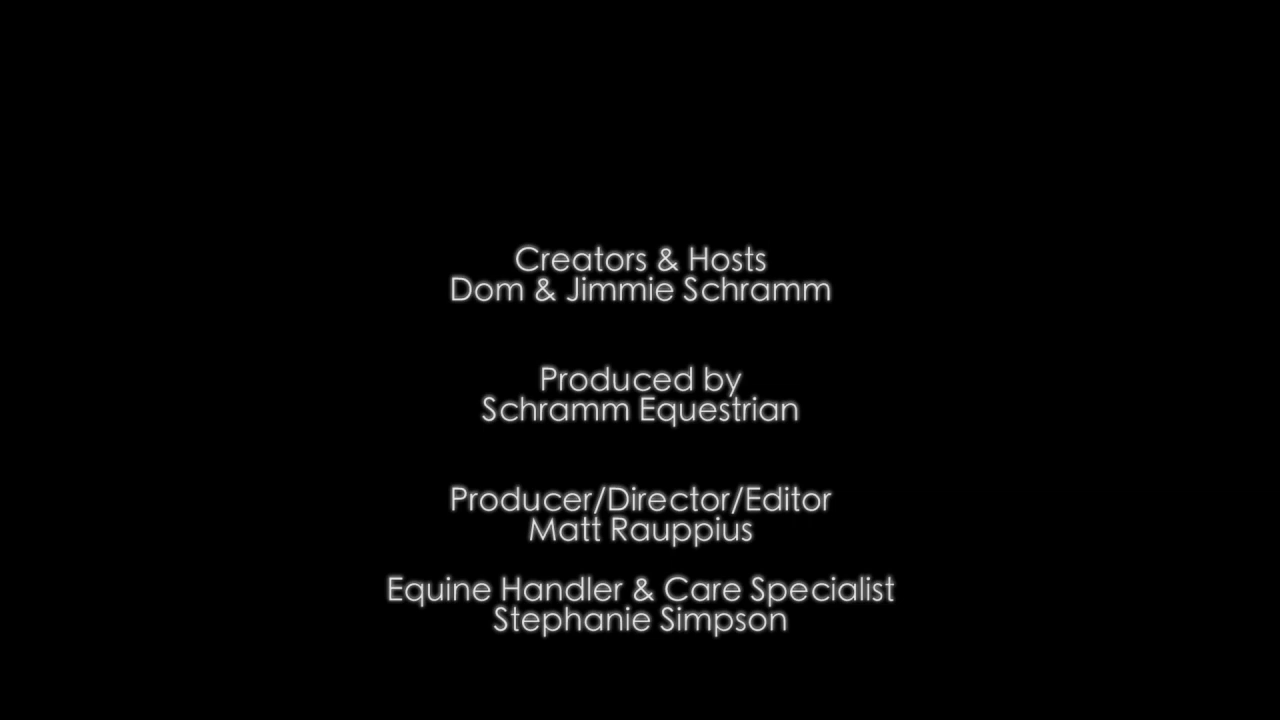 Creators & Hosts
Dom & Jimmie Schramm
Produced by
Schramm Equestrian
Producer/Director/Editor
Matt Rauppius
Equine Handler & Care Specialist
Stephanie Simpson